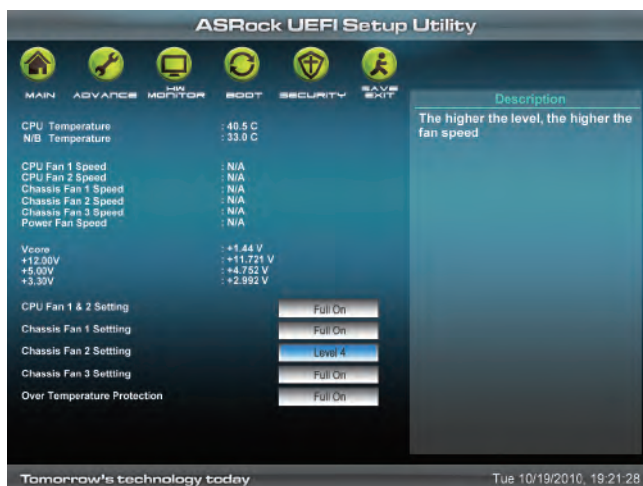 ASRock UEFI Setup Utility
MAIN ADVANCE HW MONITOR BOOT SECURITY SAVE EXIT
Description
The higher the level, the higher the
fan speed
CPU Temperature : 40.5 C
N/B Temperature : 33.0 C
CPU Fan 1 Speed : N/A
CPU Fan 2 Speed : N/A
Chassis Fan 1 Speed : N/A
Chassis Fan 2 Speed : N/A
Chassis Fan 3 Speed : N/A
Power Fan Speed : N/A
Vcore : +1.44 V
+12.00V : +11.721 V
+5.00V : +4.752 V
+3.30V : +2.992 V
CPU Fan 1 & 2 Setting Full On
Chassis Fan 1 Settting Full On
Chassis Fan 2 Settting Level 4
Chassis Fan 3 Settting Full On
Over Temperature Protection Full On
Tomorrow's technology today Tue 10/19/2010, 19:21:28